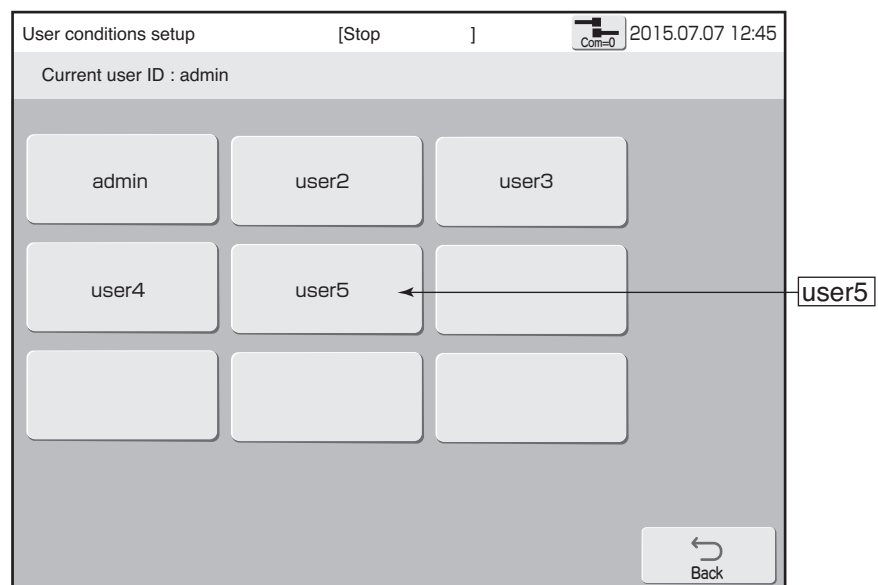 User conditions setup [Stop ] Com=0 2015.07.07 12:45
Current user ID : admin
admin user2 user3
user4 user5 user5
Back